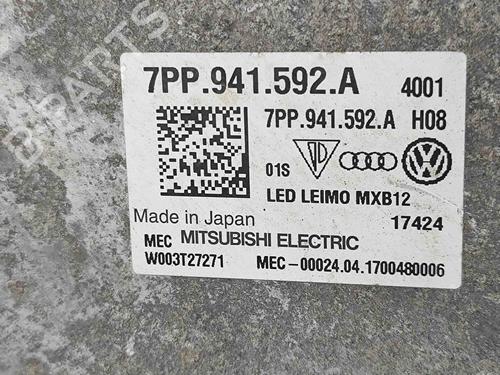 7PP.941.592.A 4001
7PP.941.592.A H08
01S
LED LEIMO MXB12
Made in Japan 17424
MEC MITSUBISHI ELECTRIC
W003T27271 MEC-00024.04.1700480006
B PARTS